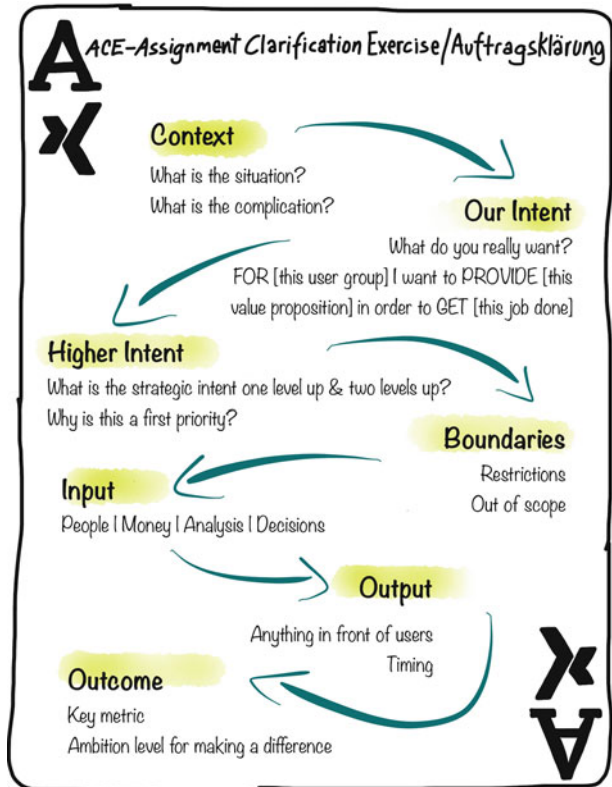 A
ACE-Assignment Clarification Exercise/Auftragsklärung
Context
What is the situation?
What is the complication?
Our Intent
What do you really want?
FOR [this user group] I want to PROVIDE [this
value proposition] in order to GET [this job done]
Higher Intent
What is the strategic intent one level up & two levels up?
Why is this a first priority?
Boundaries
Restrictions
Out of scope
Input
People | Money | Analysis | Decisions
Output
Anything in front of users
Timing
Outcome
Key metric
Ambition level for making a difference
A